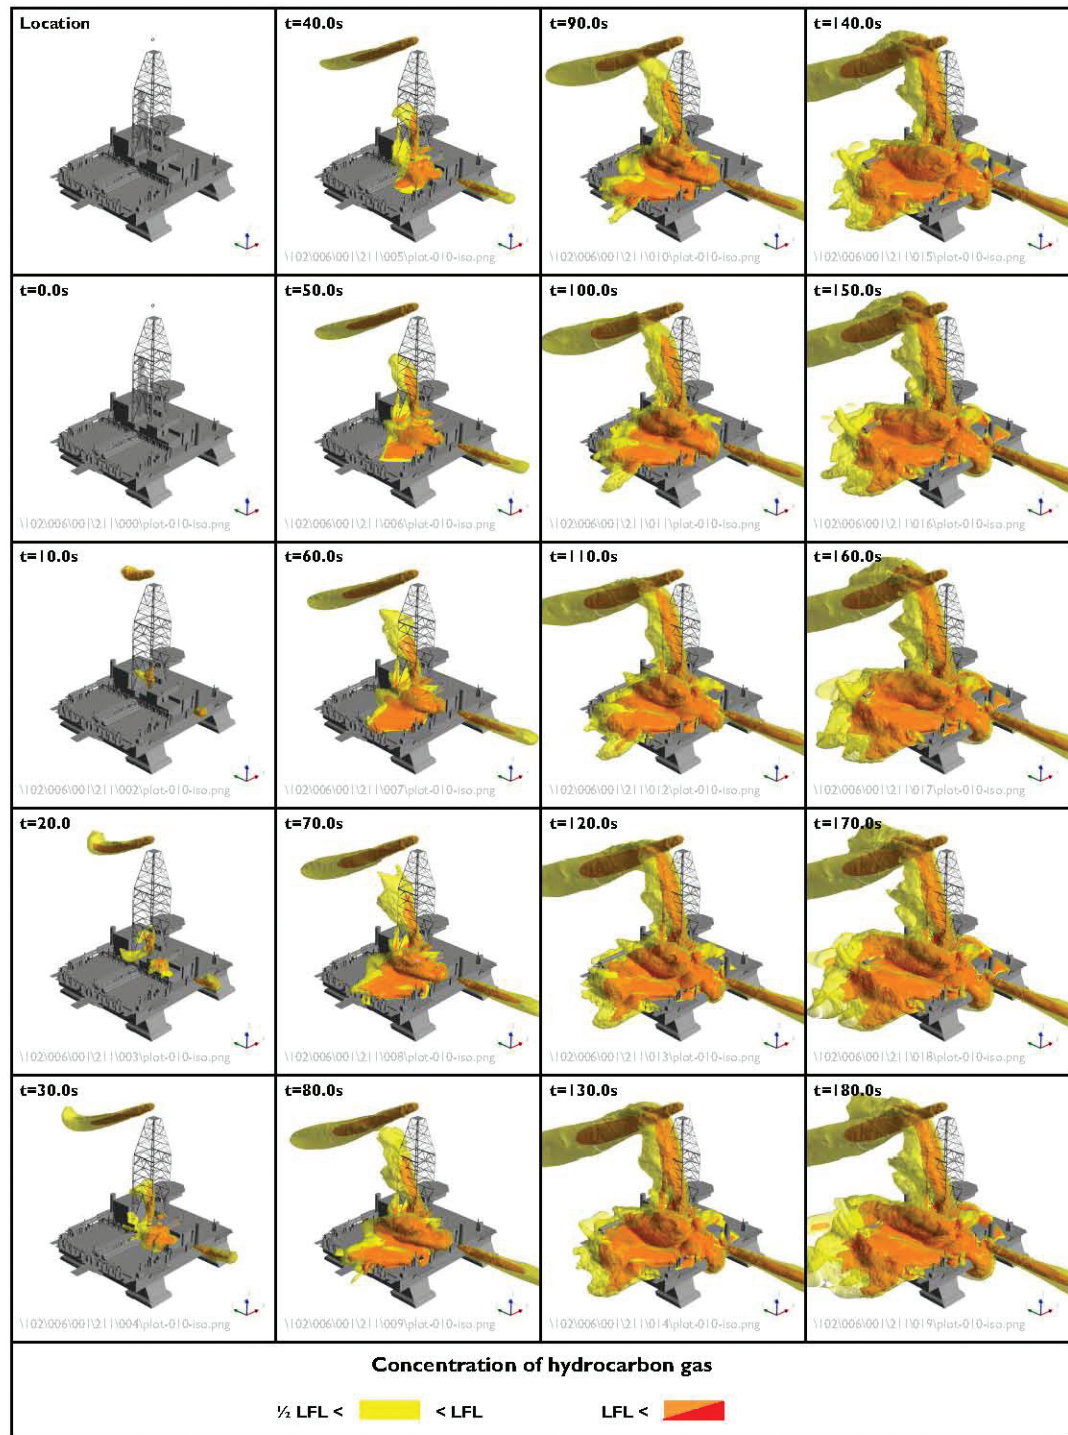 Location
t=40.0s
t=90.0s
t=140.0s
\102\006\001\211\005\plot-010-iso.png
\102\006\001\211\010\plot-010-iso.png
\102\006\001\211\015\plot-010-iso.png
t=0.0s
t=50.0s
t=100.0s
t=150.0s
\102\006\001\211\000\plot-010-iso.png
\102\006\001\211\006\plot-010-iso.png
\102\006\001\211\011\plot-010-iso.png
\102\006\001\211\016\plot-010-iso.png
t=10.0s
t=60.0s
t=110.0s
t=160.0s
\102\006\001\211\002\plot-010-iso.png
\102\006\001\211\007\plot-010-iso.png
\102\006\001\211\012\plot-010-iso.png
\102\006\001\211\017\plot-010-iso.png
t=20.0
t=70.0s
t=120.0s
t=170.0s
\102\006\001\211\003\plot-010-iso.png
\102\006\001\211\008\plot-010-iso.png
\102\006\001\211\013\plot-010-iso.png
\102\006\001\211\018\plot-010-iso.png
t=30.0s
t=80.0s
t=130.0s
t=180.0s
\102\006\001\211\004\plot-010-iso.png
\102\006\001\211\009\plot-010-iso.png
\102\006\001\211\014\plot-010-iso.png
\102\006\001\211\019\plot-010-iso.png
Concentration of hydrocarbon gas
½ LFL < < LFL LFL <